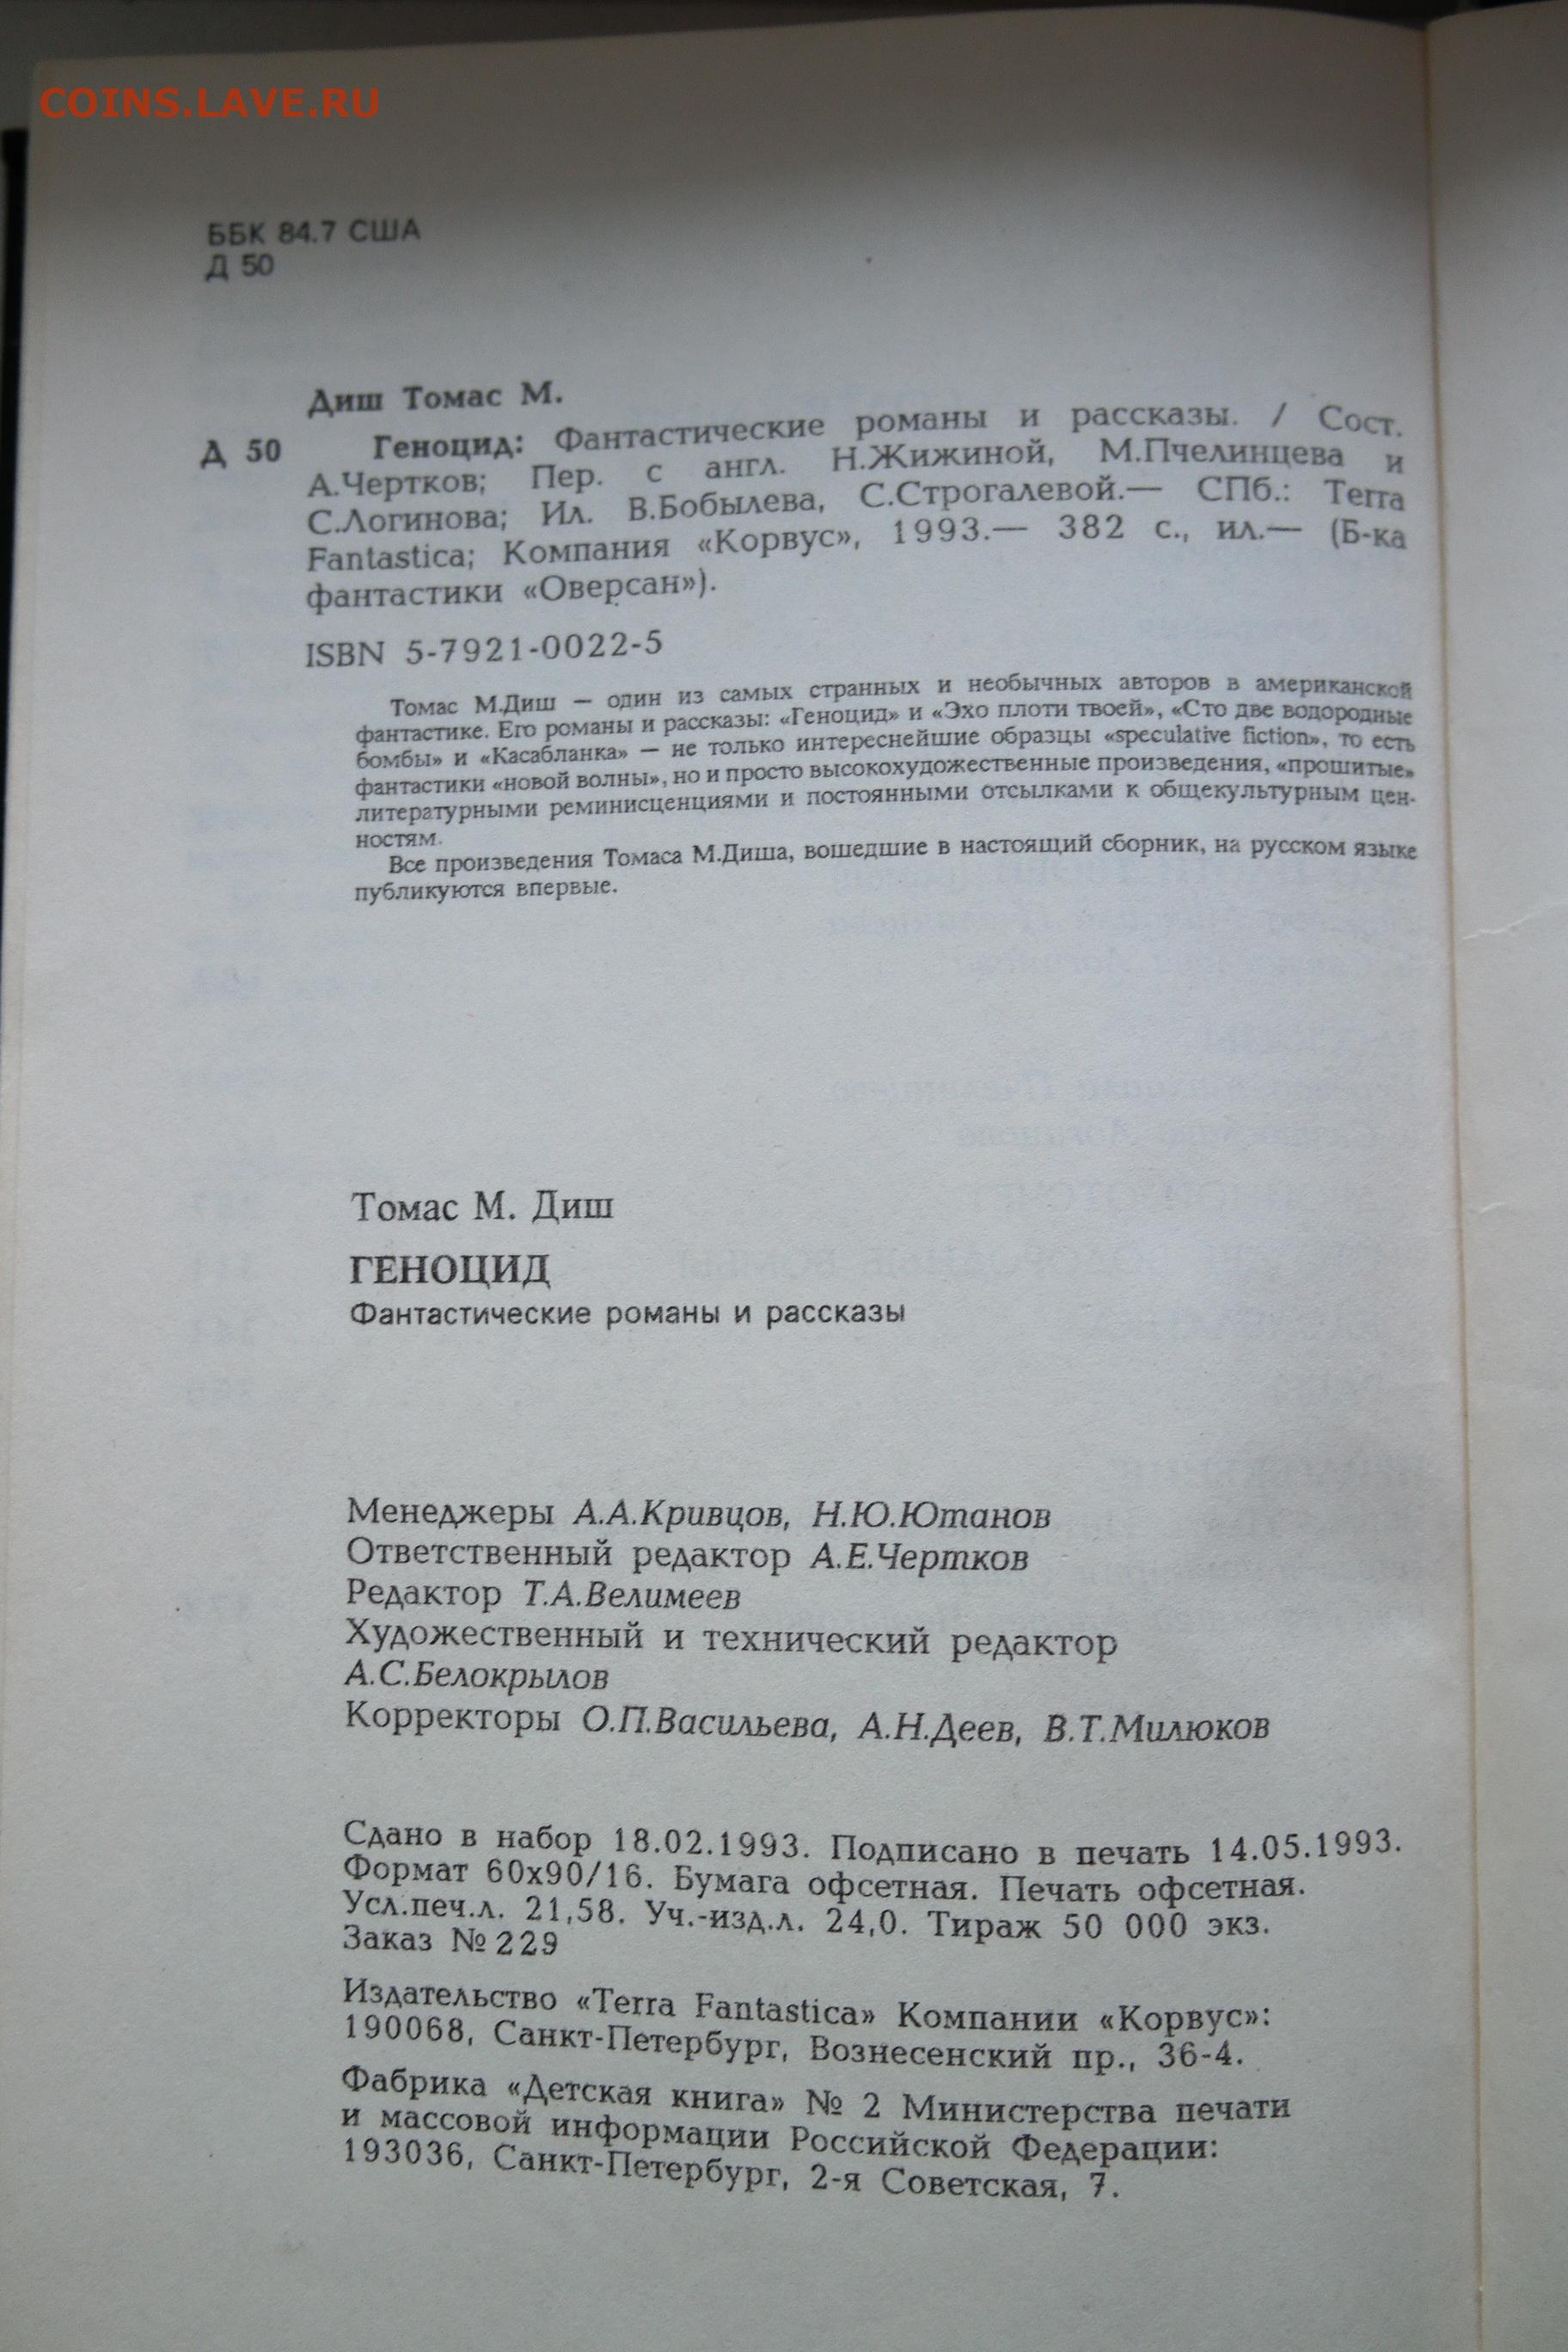 COINS.LAVE.RU
ББК 84.7 США
Д 50
Диш Томас М.
Д 50 Геноцид: Фантастические романы и рассказы. / Сост.
А.Чертков; Пер. с англ. Н.Жижиной, М.Пчелинцева и
С.Логинова; Ил. В.Бобылева, С.Строгалевой.— СПб.: Terra
Fantastica; Компания «Корвус», 1993.— 382 с., ил.— (Б-ка
фантастики «Оверсан»).
ISBN 5-7921-0022-5
Томас М.Диш — один из самых странных и необычных авторов в американской
фантастике. Его романы и рассказы: «Геноцид» и «Эхо плоти твоей», «Сто две водородные
бомбы» и «Касабланка» — не только интереснейшие образцы «speculative fiction», то есть
фантастики «новой волны», но и просто высокохудожественные произведения, «прошитые»
литературными реминисценциями и постоянными отсылками к общекультурным цен-
ностям.
Все произведения Томаса М.Диша, вошедшие в настоящий сборник, на русском языке
публикуются впервые.
Томас М. Диш
ГЕНОЦИД
Фантастические романы и рассказы
Менеджеры А.А.Кривцов, Н.Ю.Ютанов
Ответственный редактор А.Е.Чертков
Редактор Т.А.Велимеев
Художественный и технический редактор
А.С.Белокрылов
Корректоры О.П.Васильева, А.Н.Деев, В.Т.Милюков
Сдано в набор 18.02.1993. Подписано в печать 14.05.1993.
Формат 60х90/16. Бумага офсетная. Печать офсетная.
Усл.печ.л. 21,58. Уч.-изд.л. 24,0. Тираж 50 000 экз.
Заказ № 229
Издательство «Terra Fantastica» Компании «Корвус»:
190068, Санкт-Петербург, Вознесенский пр., 36-4.
Фабрика «Детская книга» № 2 Министерства печати
и массовой информации Российской Федерации:
193036, Санкт-Петербург, 2-я Советская, 7.